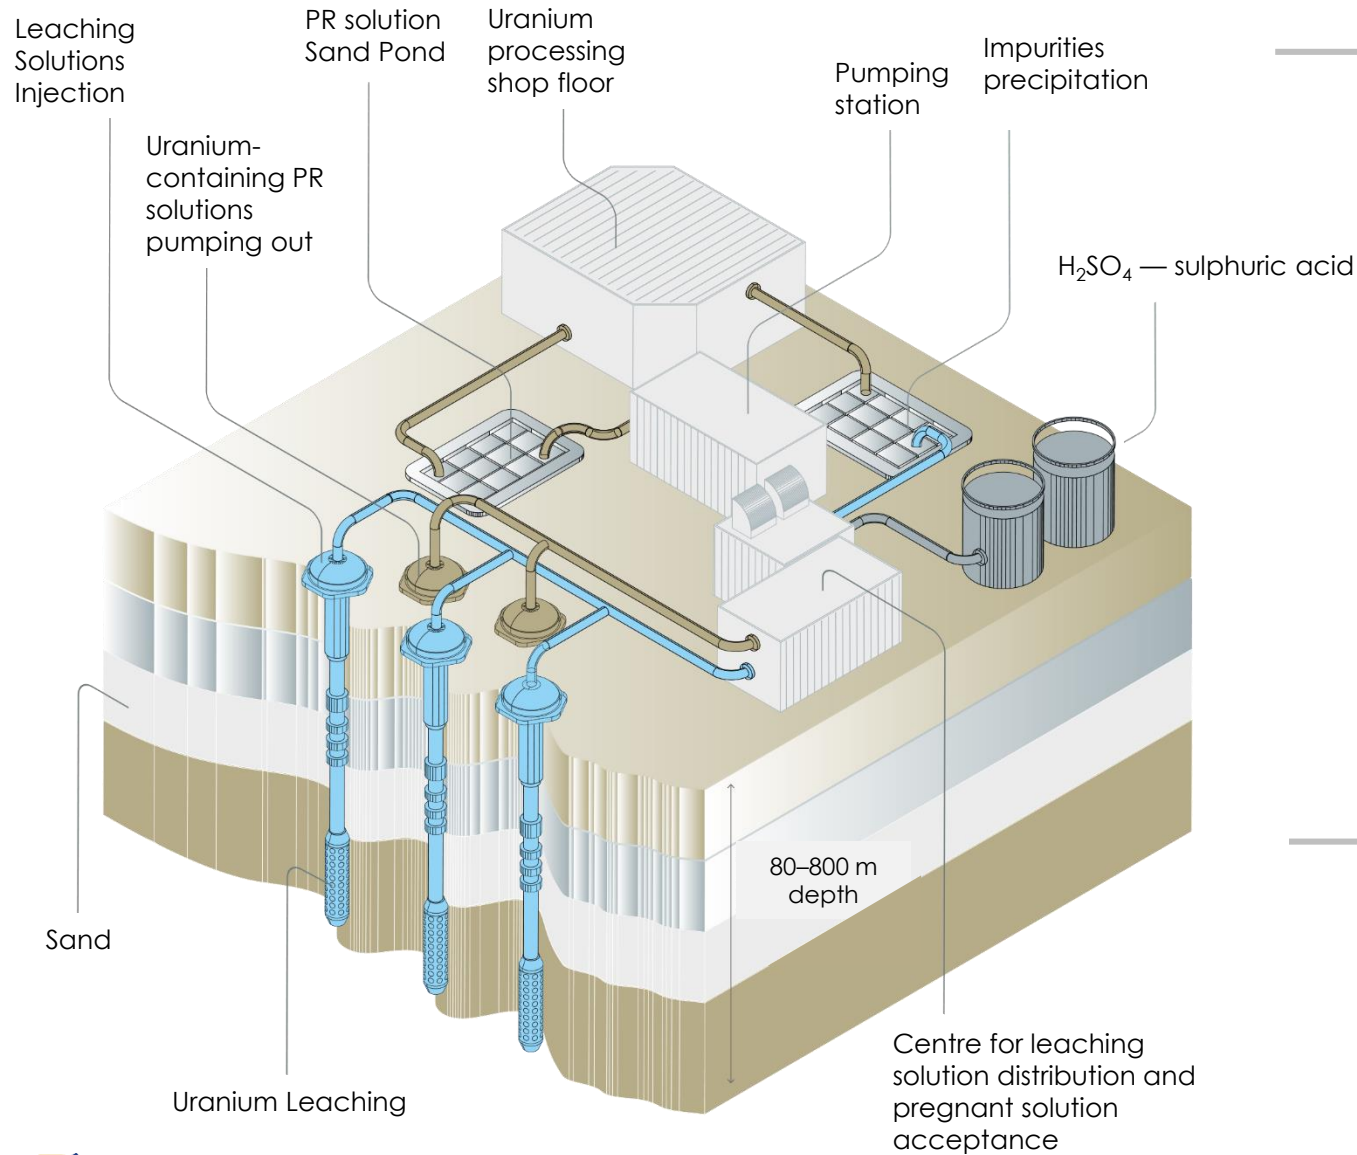 Leaching
Solutions
Injection
PR solution
Sand Pond
Uranium
processing
shop floor
Pumping
station
Impurities
precipitation
Uranium-
containing PR
solutions
pumping out
H₂SO₄ — sulphuric acid
80–800 m
depth
Sand
Uranium Leaching
Centre for leaching
solution distribution and
pregnant solution
acceptance